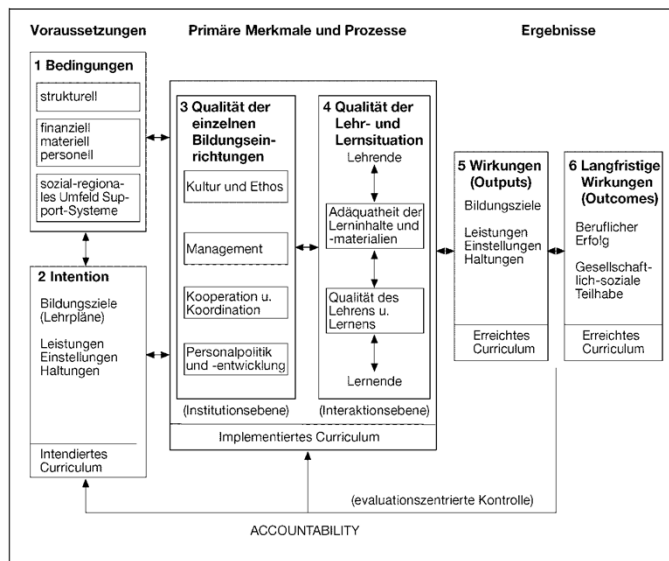 Voraussetzungen
Primäre Merkmale und Prozesse
Ergebnisse
1 Bedingungen
strukturell
finanziell
materiell
personell
sozial-regiona-
les Umfeld Sup-
port-Systeme
2 Intention
Bildungsziele
(Lehrpläne)
Leistungen
Einstellungen
Haltungen
Intendiertes
Curriculum
3 Qualität der
einzelnen
Bildungsein-
richtungen
Kultur und Ethos
Management
Kooperation u.
Koordination
Personalpolitik
und -entwicklung
(Institutionsebene)
4 Qualität der
Lehr- und
Lernsituation
Lehrende
Adäquatheit der
Lerninhalte und
-materialien
Qualität des
Lehrens u.
Lernens
Lernende
(Interaktionsebene)
Implementiertes Curriculum
5 Wirkungen
(Outputs)
Bildungsziele
Leistungen
Einstellungen
Haltungen
Erreichtes
Curriculum
6 Langfristige
Wirkungen
(Outcomes)
Beruflicher
Erfolg
Gesellschaft-
lich-soziale
Teilhabe
Erreichtes
Curriculum
(evaluationszentrierte Kontrolle)
ACCOUNTABILITY